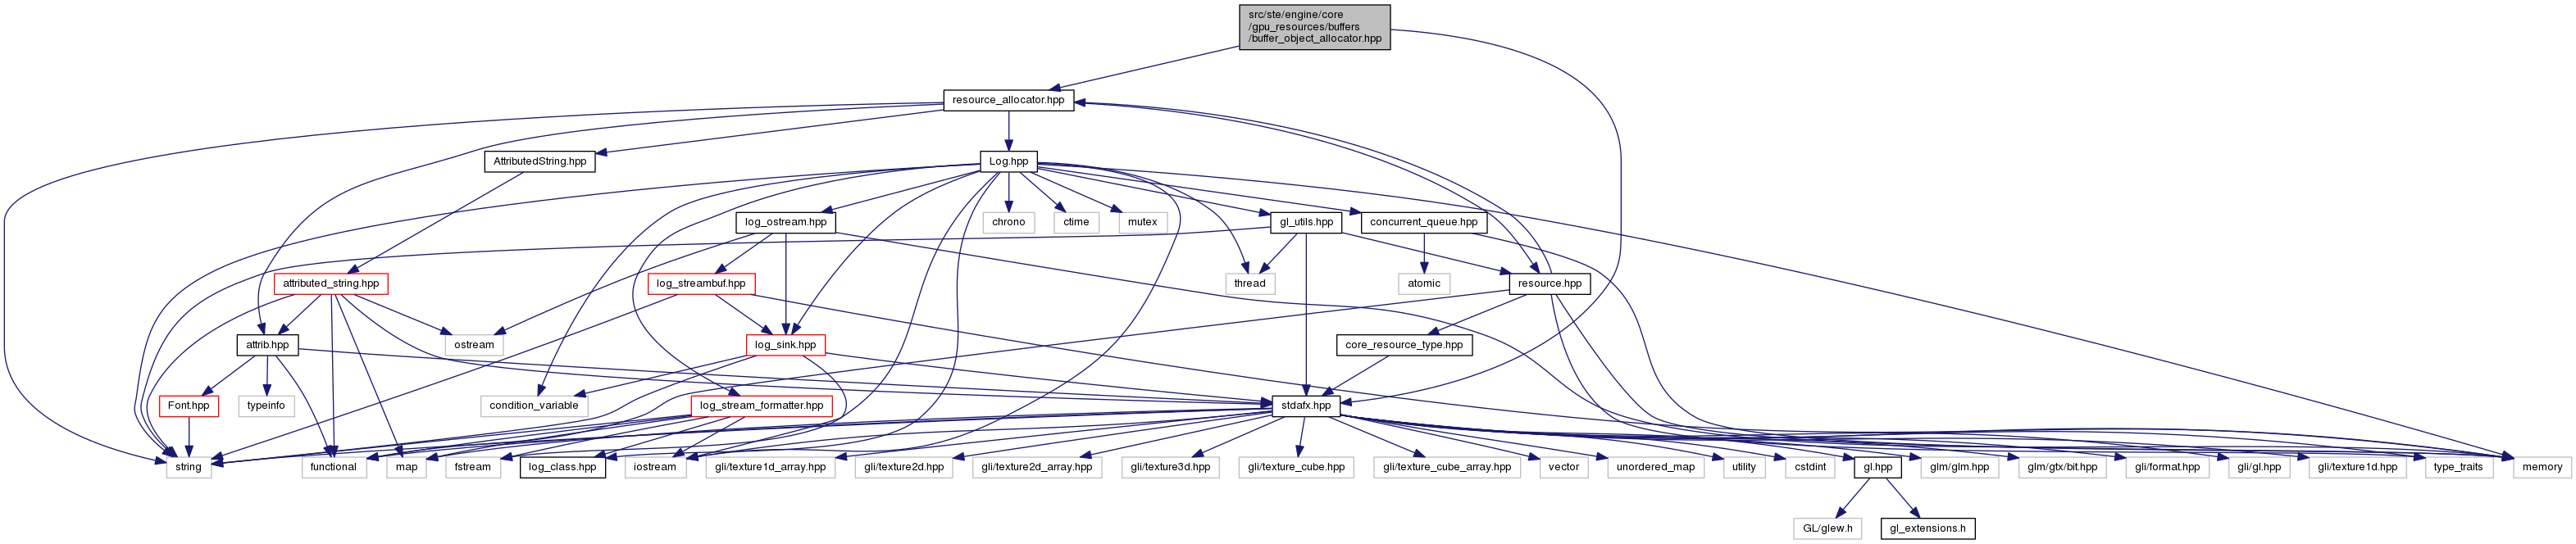 src/ste/engine/core
/gpu_resources/buffers
/buffer_object_allocator.hpp
resource_allocator.hpp
AttributedString.hpp
Log.hpp
log_ostream.hpp
chrono
ctime
mutex
gl_utils.hpp
concurrent_queue.hpp
attributed_string.hpp
log_streambuf.hpp
thread
atomic
resource.hpp
attrib.hpp
ostream
log_sink.hpp
core_resource_type.hpp
Font.hpp
typeinfo
condition_variable
log_stream_formatter.hpp
stdafx.hpp
string
functional
map
fstream
log_class.hpp
iostream
gli/texture1d_array.hpp
gli/texture2d.hpp
gli/texture2d_array.hpp
gli/texture3d.hpp
gli/texture_cube.hpp
gli/texture_cube_array.hpp
vector
unordered_map
utility
cstdint
gl.hpp
glm/glm.hpp
glm/gtx/bit.hpp
gli/format.hpp
gli/gl.hpp
gli/texture1d.hpp
type_traits
memory
GL/glew.h
gl_extensions.h